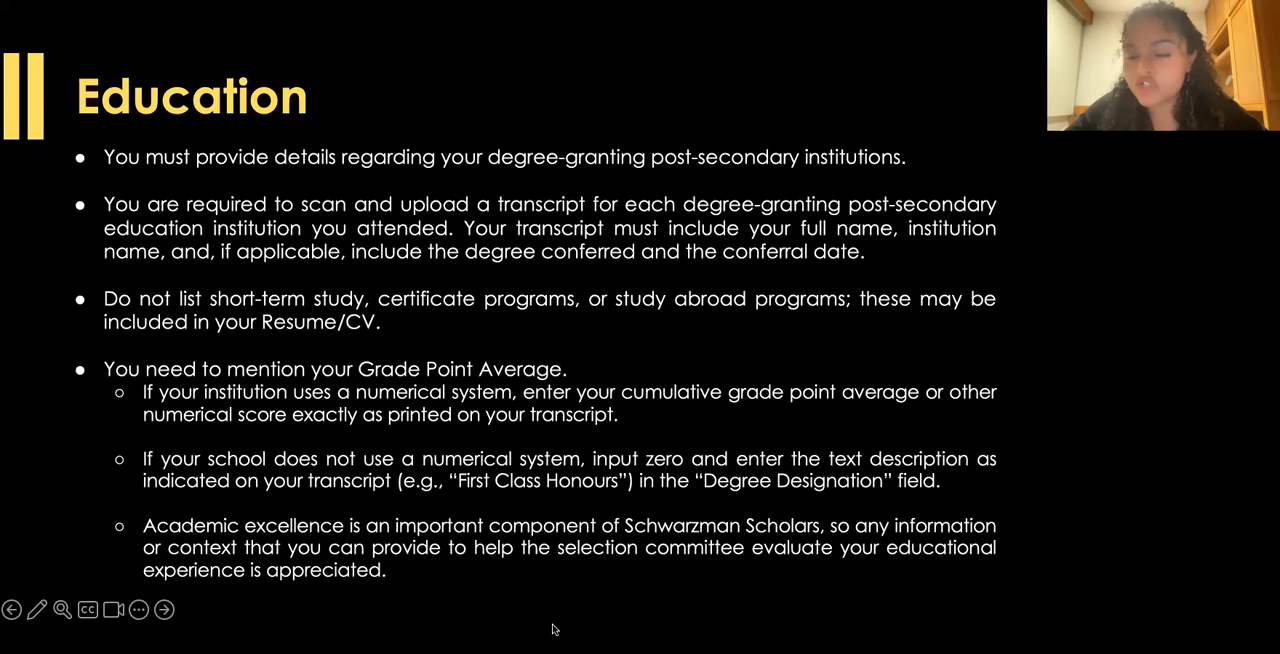 Education
● You must provide details regarding your degree-granting post-secondary institutions.
● You are required to scan and upload a transcript for each degree-granting post-secondary
education institution you attended. Your transcript must include your full name, institution
name, and, if applicable, include the degree conferred and the conferral date.
● Do not list short-term study, certificate programs, or study abroad programs; these may be
included in your Resume/CV.
● You need to mention your Grade Point Average.
○ If your institution uses a numerical system, enter your cumulative grade point average or other
numerical score exactly as printed on your transcript.
○ If your school does not use a numerical system, input zero and enter the text description as
indicated on your transcript (e.g., “First Class Honours”) in the “Degree Designation” field.
○ Academic excellence is an important component of Schwarzman Scholars, so any information
or context that you can provide to help the selection committee evaluate your educational
experience is appreciated.
CC